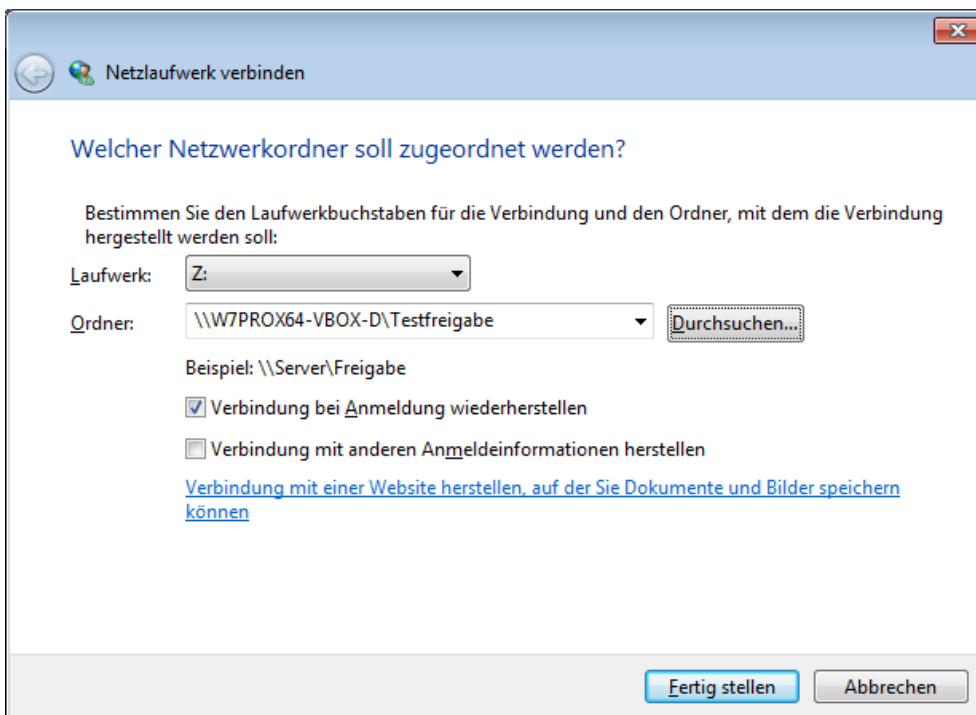 Netzlaufwerk verbinden
Welcher Netzwerkordner soll zugeordnet werden?
Bestimmen Sie den Laufwerkbuchstaben für die Verbindung und den Ordner, mit dem die Verbindung
hergestellt werden soll:
Laufwerk: Z:
Ordner: \\W7PROX64-VBOX-D\Testfreigabe Durchsuchen...
Beispiel: \\Server\Freigabe
Verbindung bei Anmeldung wiederherstellen
Verbindung mit anderen Anmeldeinformationen herstellen
Verbindung mit einer Website herstellen, auf der Sie Dokumente und Bilder speichern
können
Fertig stellen Abbrechen